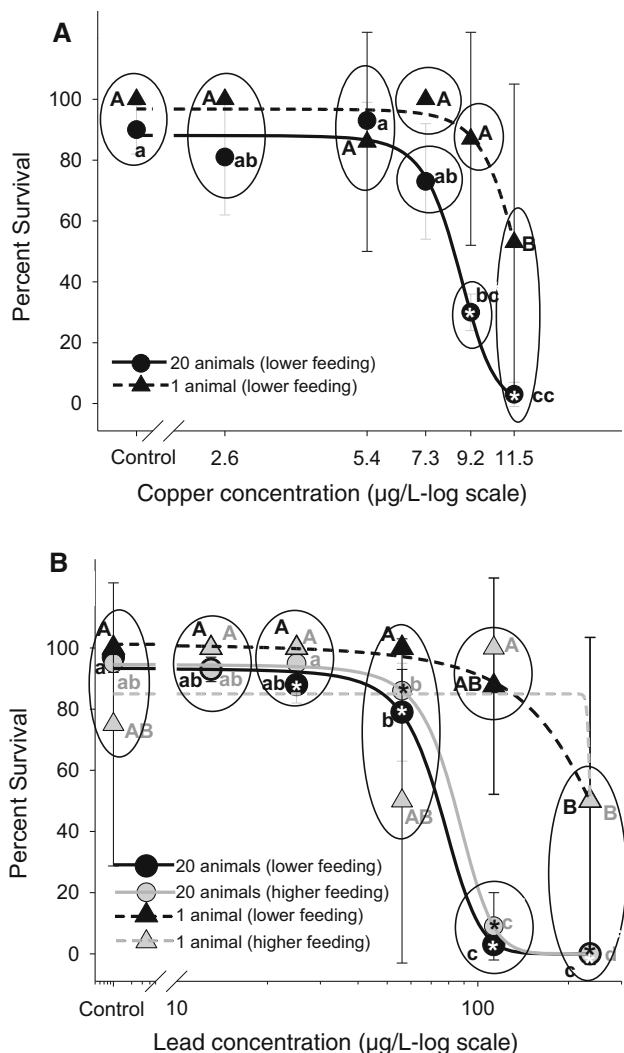 A
Percent Survival
100
80
60
40
20
0
A
a
A
ab
a
A
A
ab
A
bc
B
cc
20 animals (lower feeding)
1 animal (lower feeding)
Control
2.6
5.4
7.3
9.2
11.5
Copper concentration (µg/L-log scale)
B
Percent Survival
100
80
60
40
20
0
A
a
ab
AB
A
A
ab
ab
A
A
a
ab
A
b
b
AB
A
AB
c
c
B
B
c
d
20 animals (lower feeding)
20 animals (higher feeding)
1 animal (lower feeding)
1 animal (higher feeding)
Control
10
100
Lead concentration (µg/L-log scale)